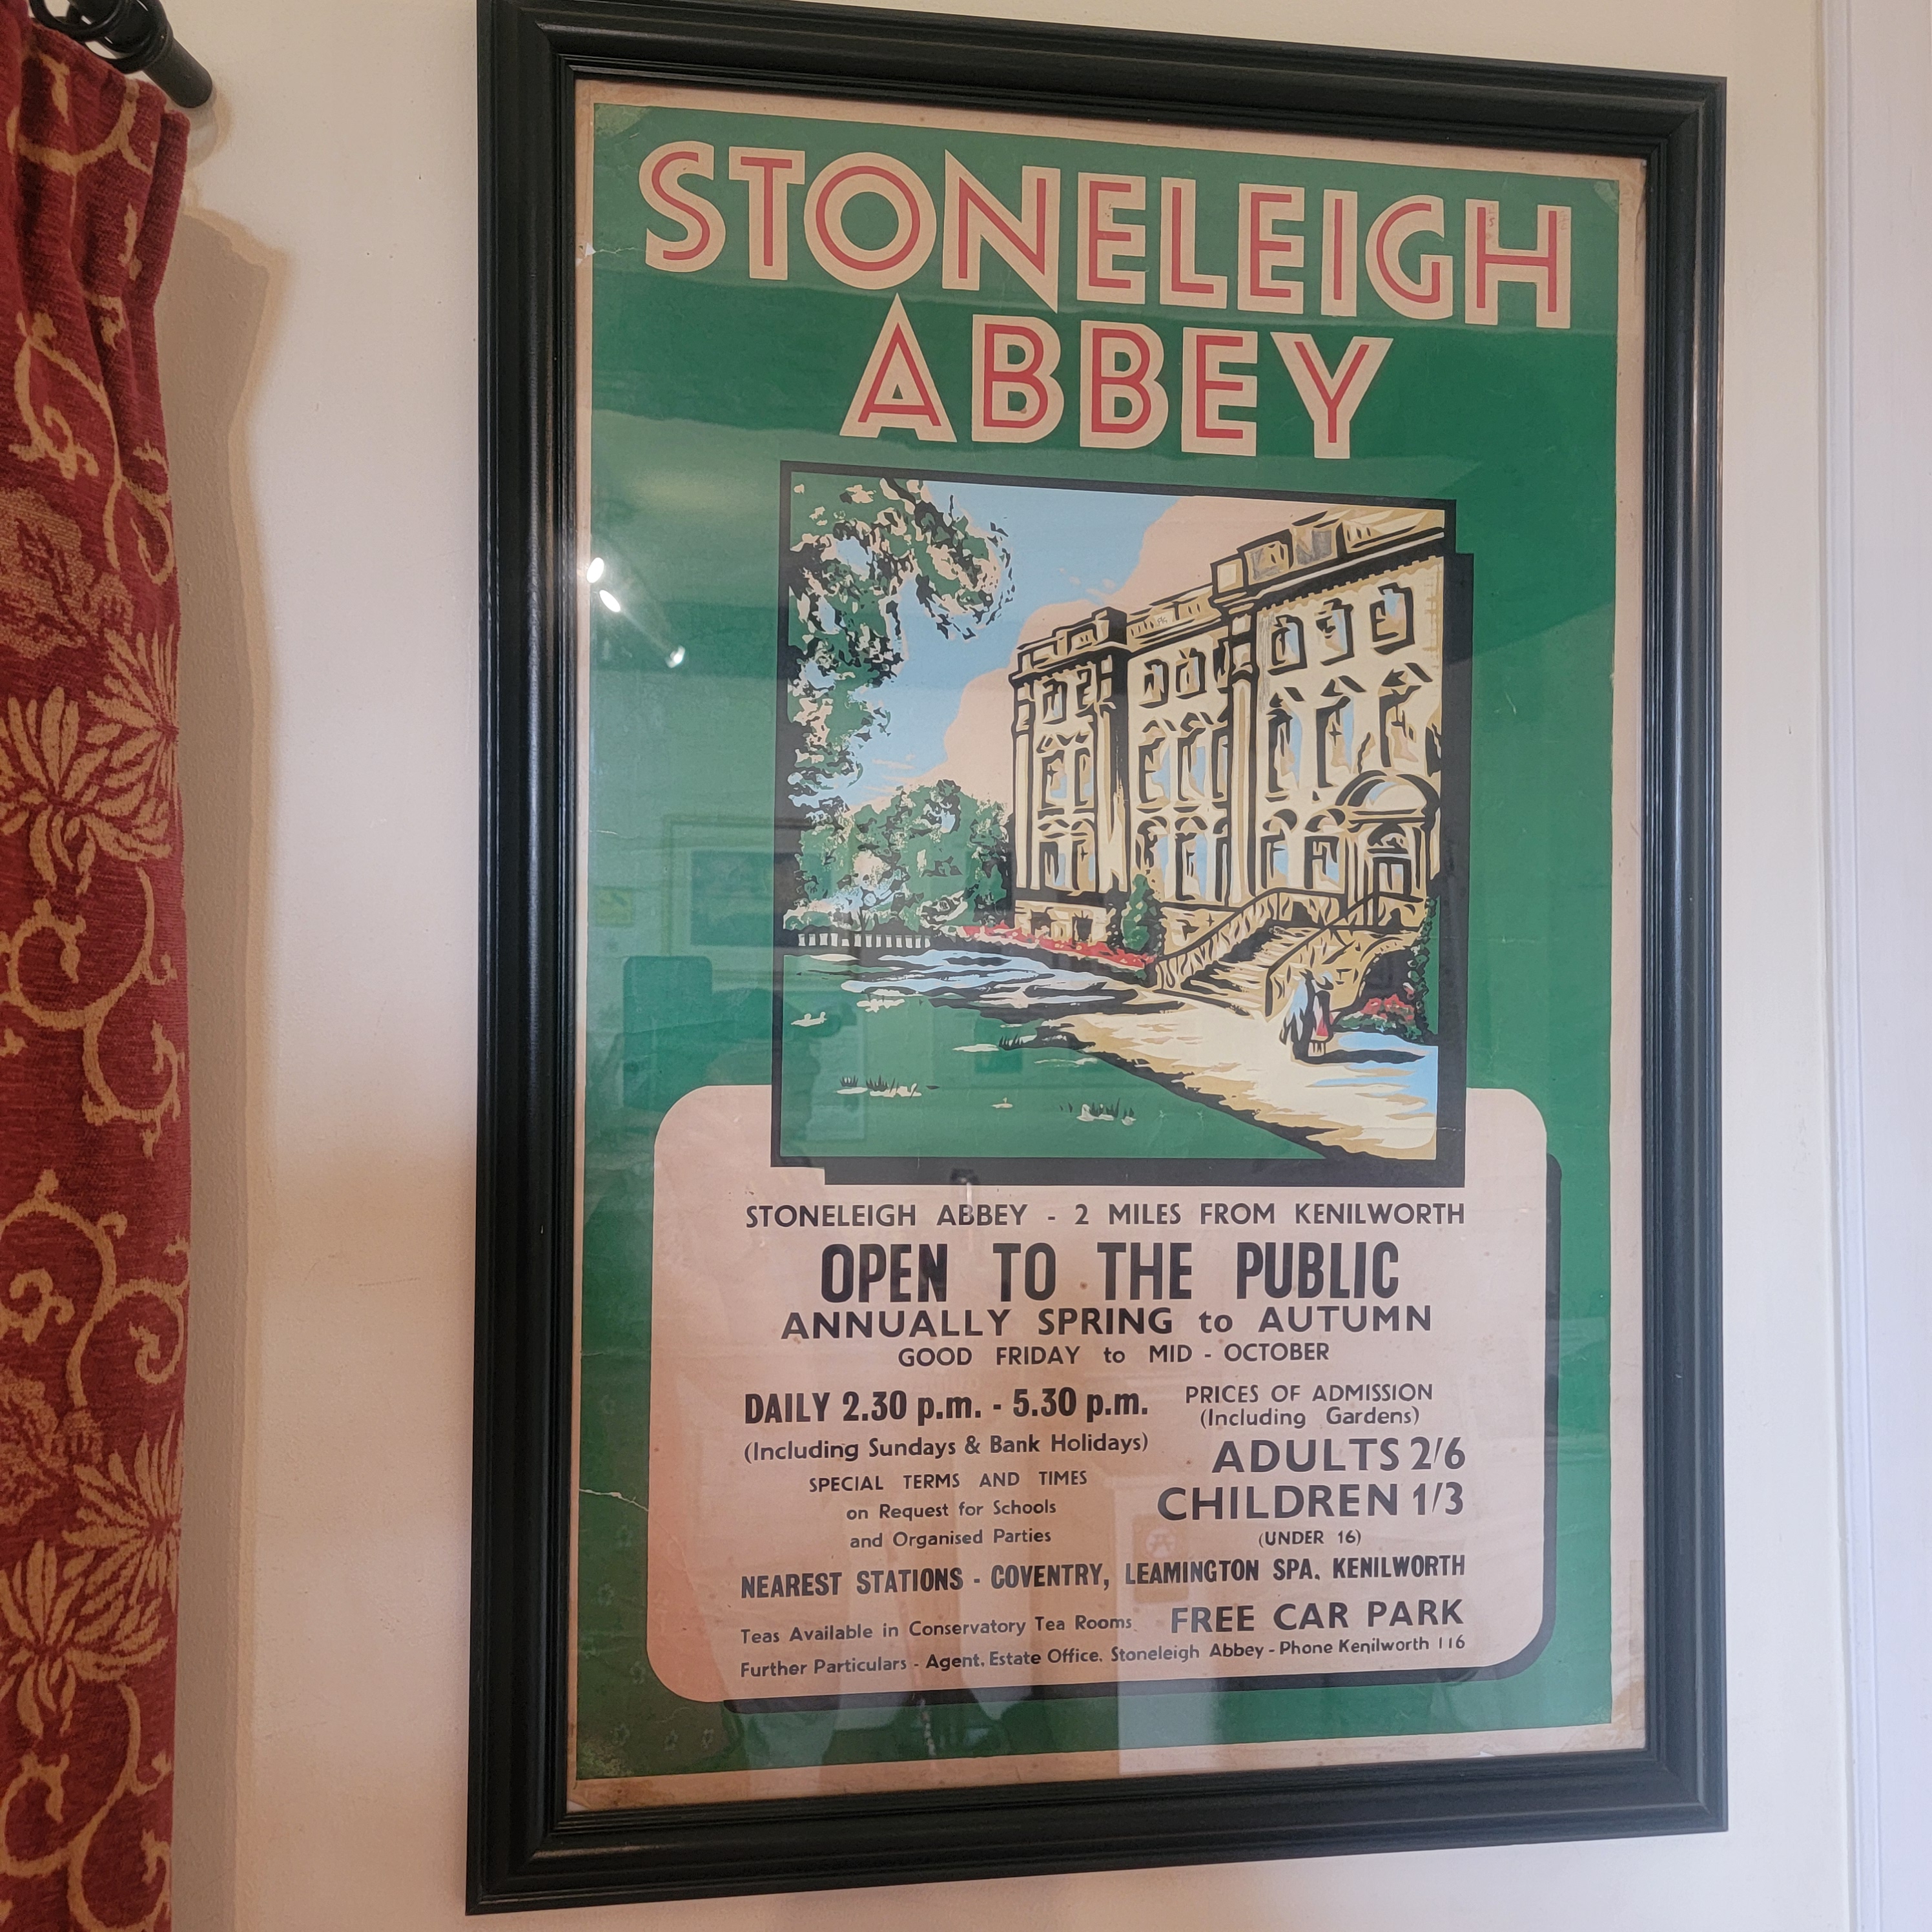 STONELEIGH
ABBEY
STONELEIGH ABBEY - 2 MILES FROM KENILWORTH
OPEN TO THE PUBLIC
ANNUALLY SPRING to AUTUMN
GOOD FRIDAY to MID - OCTOBER
DAILY 2.30 p.m. - 5.30 p.m.
(Including Sundays & Bank Holidays)
SPECIAL TERMS AND TIMES
on Request for Schools
and Organised Parties
PRICES OF ADMISSION
(Including Gardens)
ADULTS 2/6
CHILDREN 1/3
(UNDER 16)
NEAREST STATIONS - COVENTRY, LEAMINGTON SPA. KENILWORTH
Teas Available in Conservatory Tea Rooms. FREE CAR PARK
Further Particulars - Agent. Estate Office. Stoneleigh Abbey - Phone Kenilworth 116